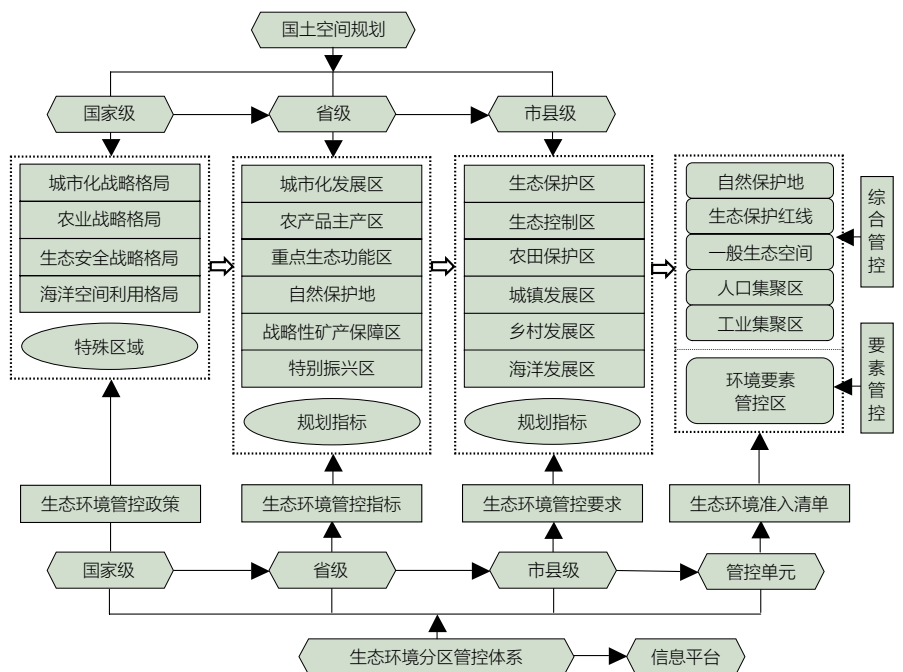 国土空间规划
国家级
省级
市县级
城市化战略格局
农业战略格局
生态安全战略格局
海洋空间利用格局
特殊区域
城市化发展区
农产品主产区
重点生态功能区
自然保护地
战略性矿产保障区
特别振兴区
规划指标
生态保护区
生态控制区
农田保护区
城镇发展区
乡村发展区
海洋发展区
规划指标
自然保护地
生态保护红线
一般生态空间
人口集聚区
工业集聚区
环境要素
管控区
综合管控
要素管控
生态环境管控政策
生态环境管控指标
生态环境管控要求
生态环境准入清单
国家级
省级
市县级
管控单元
生态环境分区管控体系
信息平台